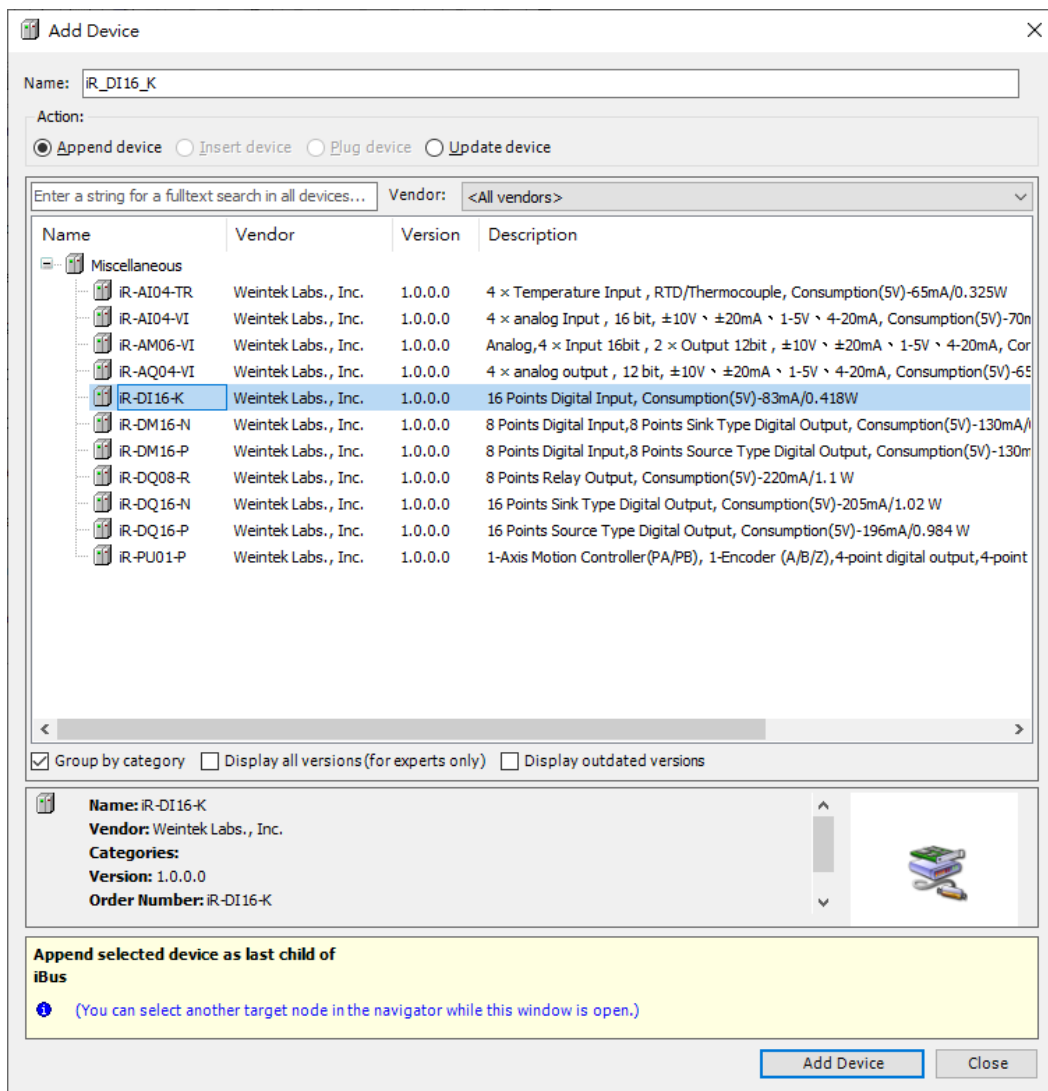 Add Device
Name: iR_DI16_K
Action:
Append device Insert device Plug device Update device
Enter a string for a fulltext search in all devices... Vendor: <All vendors>
Name Vendor Version Description
Miscellaneous
iR-AI04-TR Weintek Labs., Inc. 1.0.0.0 4 × Temperature Input , RTD/Thermocouple, Consumption(5V)-65mA/0.325W
iR-AI04-VI Weintek Labs., Inc. 1.0.0.0 4 × analog Input , 16 bit, ±10V、±20mA、1-5V、4-20mA, Consumption(5V)-70m
iR-AM06-VI Weintek Labs., Inc. 1.0.0.0 Analog,4 × Input 16bit , 2 × Output 12bit , ±10V、±20mA、1-5V、4-20mA, Con
iR-AQ04-VI Weintek Labs., Inc. 1.0.0.0 4 × analog output , 12 bit, ±10V、±20mA、1-5V、4-20mA, Consumption(5V)-65
iR-DI16-K Weintek Labs., Inc. 1.0.0.0 16 Points Digital Input, Consumption(5V)-83mA/0.418W
iR-DM16-N Weintek Labs., Inc. 1.0.0.0 8 Points Digital Input,8 Points Sink Type Digital Output, Consumption(5V)-130mA/
iR-DM16-P Weintek Labs., Inc. 1.0.0.0 8 Points Digital Input,8 Points Source Type Digital Output, Consumption(5V)-130m
iR-DQ08-R Weintek Labs., Inc. 1.0.0.0 8 Points Relay Output, Consumption(5V)-220mA/1.1 W
iR-DQ16-N Weintek Labs., Inc. 1.0.0.0 16 Points Sink Type Digital Output, Consumption(5V)-205mA/1.02 W
iR-DQ16-P Weintek Labs., Inc. 1.0.0.0 16 Points Source Type Digital Output, Consumption(5V)-196mA/0.984 W
iR-PU01-P Weintek Labs., Inc. 1.0.0.0 1-Axis Motion Controller(PA/PB), 1-Encoder (A/B/Z),4-point digital output,4-point
Group by category Display all versions (for experts only) Display outdated versions
Name: iR-DI16-K
Vendor: Weintek Labs., Inc.
Categories:
Version: 1.0.0.0
Order Number: iR-DI16-K
Append selected device as last child of
iBus
(You can select another target node in the navigator while this window is open.)
Add Device Close